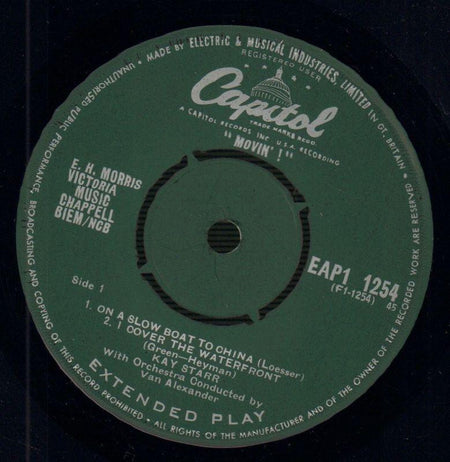 MADE BY ELECTRIC & MUSICAL INDUSTRIES, LIMITED IN GT. BRITAIN • ALL RIGHTS OF THE MANUFACTURER AND OF THE OWNER OF THE RECORDED WORK ARE RESERVED • UNAUTHORISED PUBLIC PERFORMANCE, BROADCASTING AND COPYING OF THIS RECORD PROHIBITED •
REGISTERED USER
Capitol
TRADE MARK REGD.
A CAPITOL RECORDS INC. U.S.A. RECORDING
"MOVIN'!"
E. H. MORRIS
VICTORIA
MUSIC
CHAPPELL
BIEM/NCB
EAP1 1254
(F1-1254) 45
Side 1
1. ON A SLOW BOAT TO CHINA (Loesser)
2. I COVER THE WATERFRONT
(Green-Heyman)
KAY STARR
With Orchestra Conducted by
Van Alexander
EXTENDED PLAY